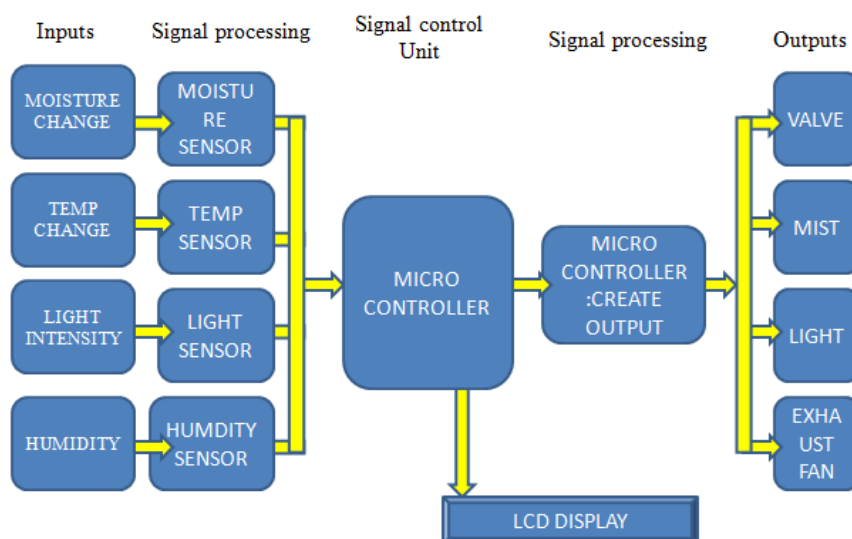 Inputs
Signal processing
Signal control
Unit
Signal processing
Outputs
MOISTURE
CHANGE
MOISTU
RE
SENSOR
TEMP
CHANGE
TEMP
SENSOR
LIGHT
INTENSITY
LIGHT
SENSOR
HUMIDITY
HUMDITY
SENSOR
MICRO
CONTROLLER
MICRO
CONTROLLER
:CREATE
OUTPUT
VALVE
MIST
LIGHT
EXHA
UST
FAN
LCD DISPLAY